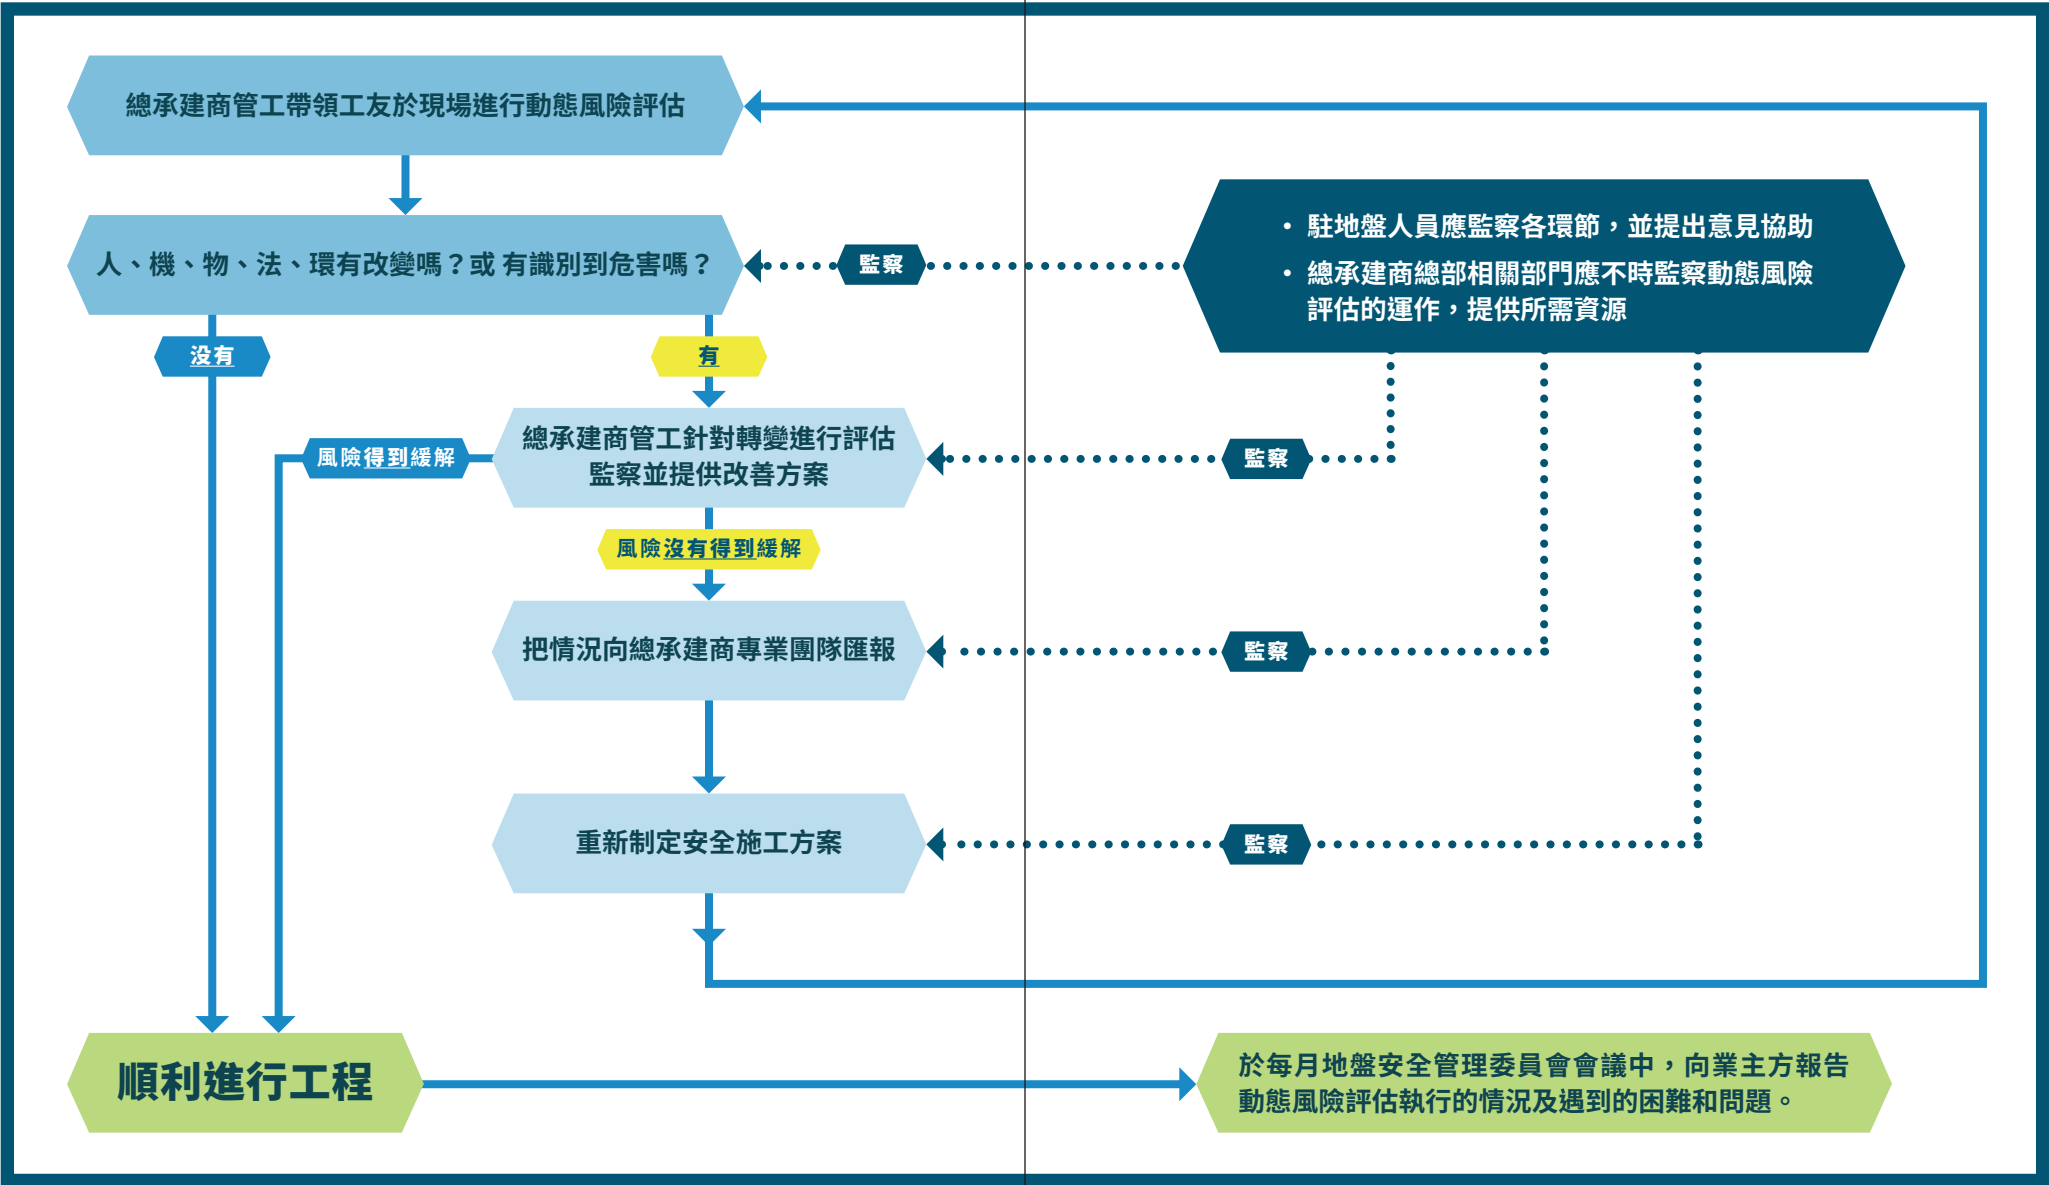 總承建商管工帶領工友於現場進行動態風險評估
人、機、物、法、環有改變嗎？或 有識別到危害嗎？
監察
• 駐地盤人員應監察各環節，並提出意見協助
• 總承建商總部相關部門應不時監察動態風險
評估的運作，提供所需資源
没有
有
總承建商管工針對轉變進行評估
監察並提供改善方案
風險得到緩解
監察
風險沒有得到緩解
把情況向總承建商專業團隊匯報
監察
重新制定安全施工方案
監察
順利進行工程
於每月地盤安全管理委員會會議中，向業主方報告
動態風險評估執行的情況及遇到的困難和問題。